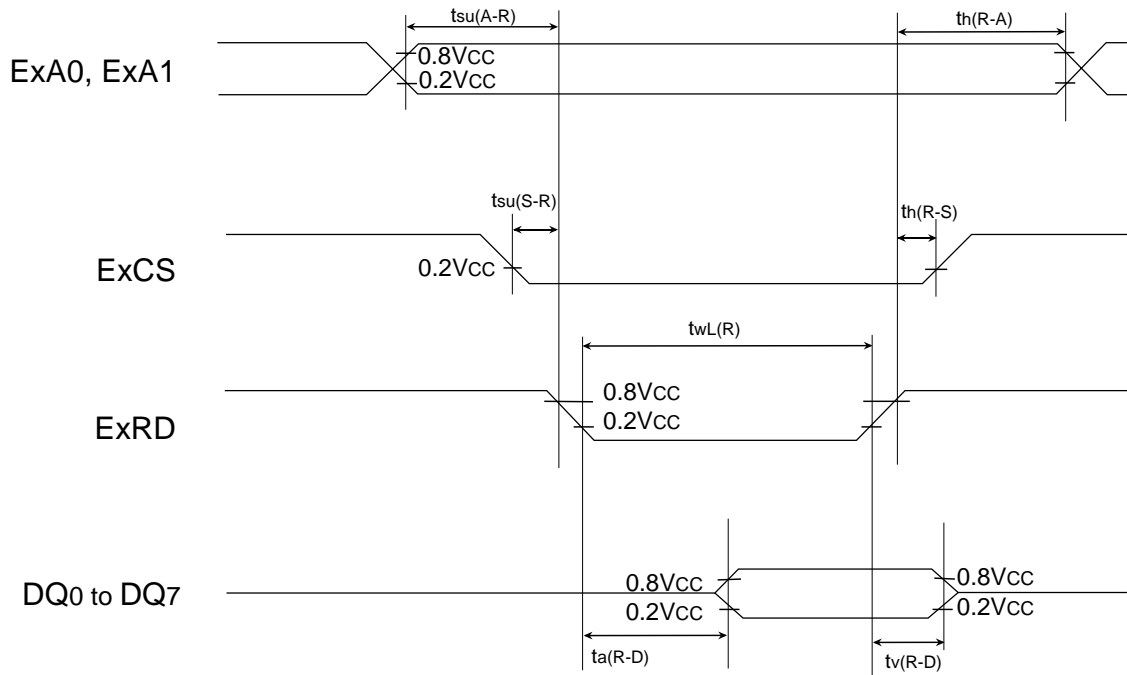 tsu(A-R)
th(R-A)
ExA0, ExA1
0.8VCC
0.2VCC
tsu(S-R)
th(R-S)
ExCS
0.2VCC
twL(R)
ExRD
0.8VCC
0.2VCC
DQ0 to DQ7
0.8VCC
0.8VCC
0.2VCC
0.2VCC
ta(R-D)
tv(R-D)